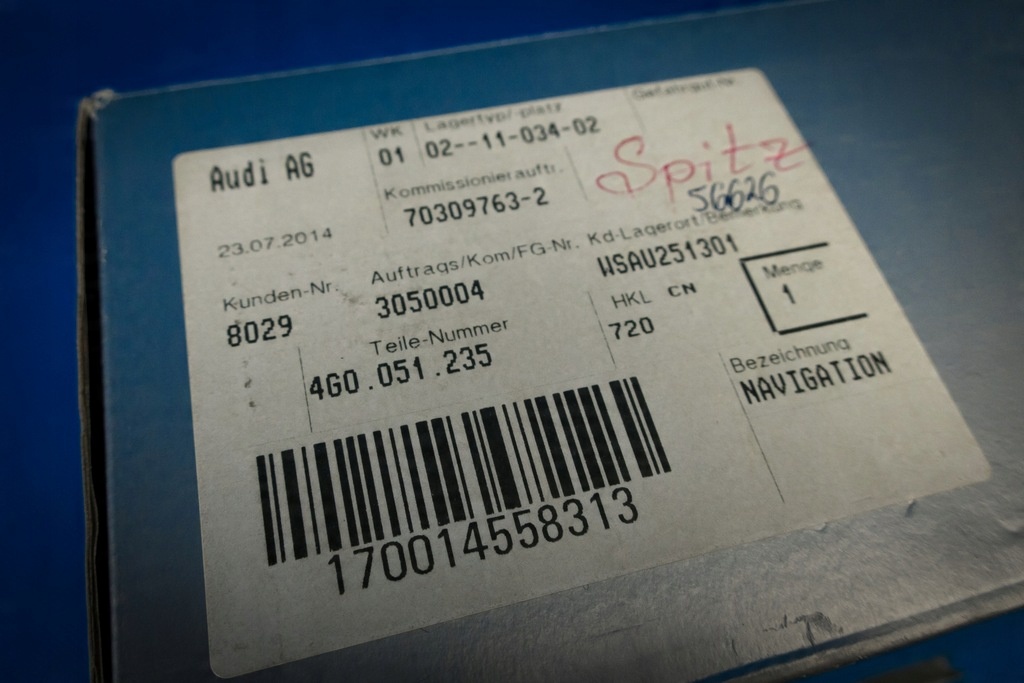 Audi AG
WK
01
Lagertyp/-platz
02--11-034-02
Gefahrgut-Nr.
Kommissionierauftr.
70309763-2
Spitz
56626
23.07.2014
Kunden-Nr.
8029
Auftrags/Kom/FG-Nr.
3050004
Kd-Lagerort/Bemerkung
WSAU251301
Teile-Nummer
4G0.051.235
HKL CN
720
Menge
1
Bezeichnung
NAVIGATION
170014558313